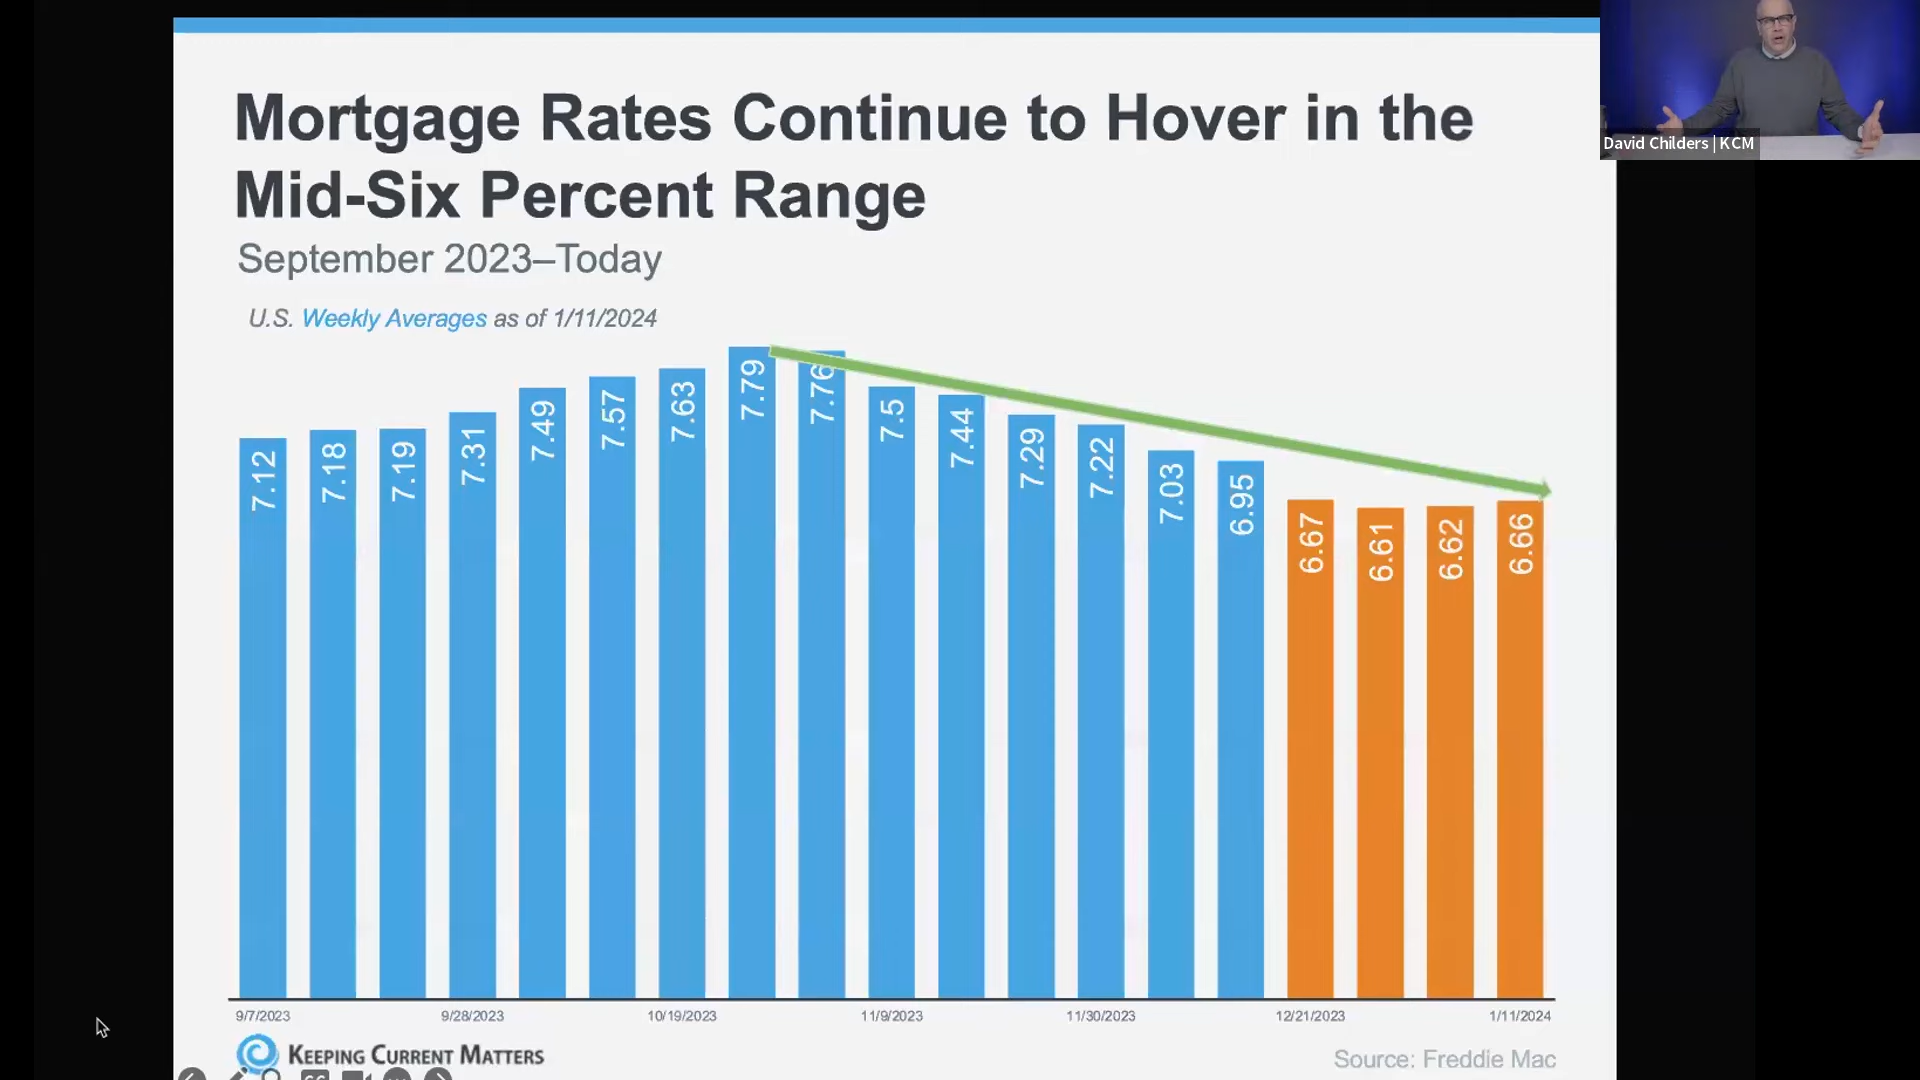 Mortgage Rates Continue to Hover in the
Mid-Six Percent Range
September 2023–Today
U.S. Weekly Averages as of 1/11/2024
David Childers | KCM
7.12
7.18
7.19
7.31
7.49
7.57
7.63
7.79
7.76
7.5
7.44
7.29
7.22
7.03
6.95
6.67
6.61
6.62
6.66
9/7/2023 9/28/2023 10/19/2023 11/9/2023 11/30/2023 12/21/2023 1/11/2024
KEEPING CURRENT MATTERS
Source: Freddie Mac